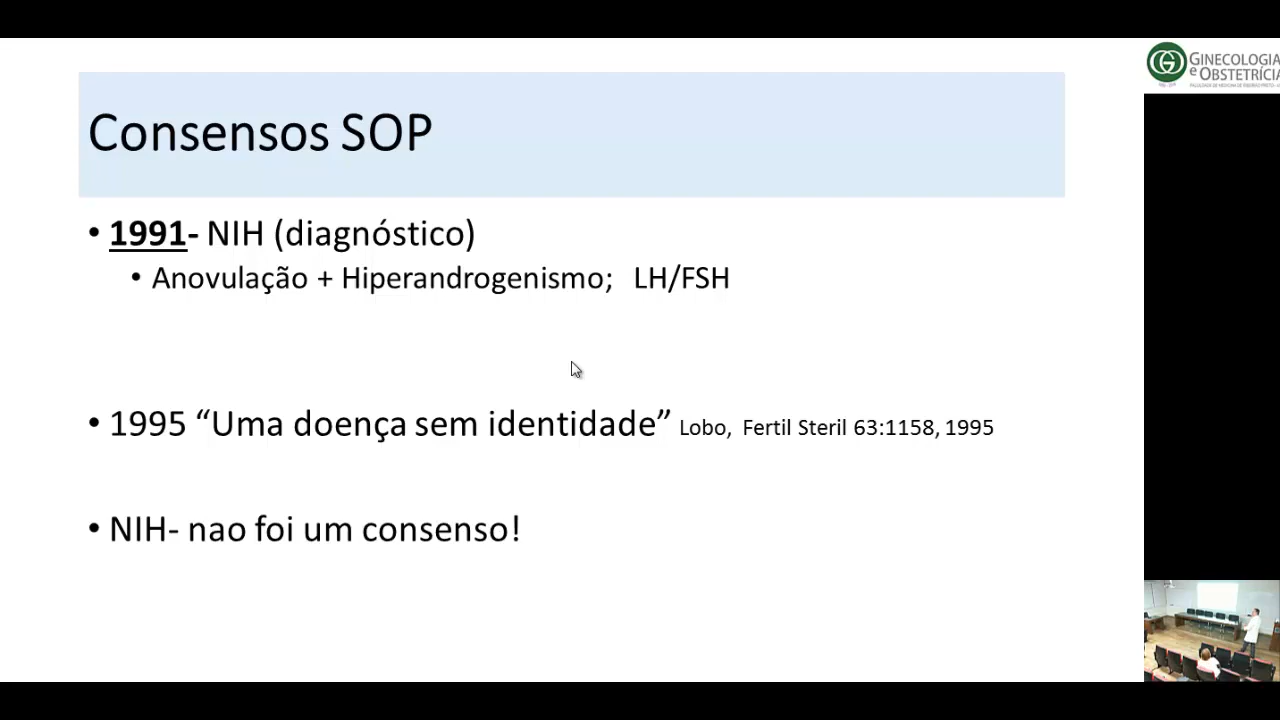 Consensos SOP
• 1991- NIH (diagnóstico)
• Anovulação + Hiperandrogenismo; LH/FSH
• 1995 “Uma doença sem identidade” Lobo, Fertil Steril 63:1158, 1995
• NIH- nao foi um consenso!
GINECOLOGIA
e OBSTETRÍCIA